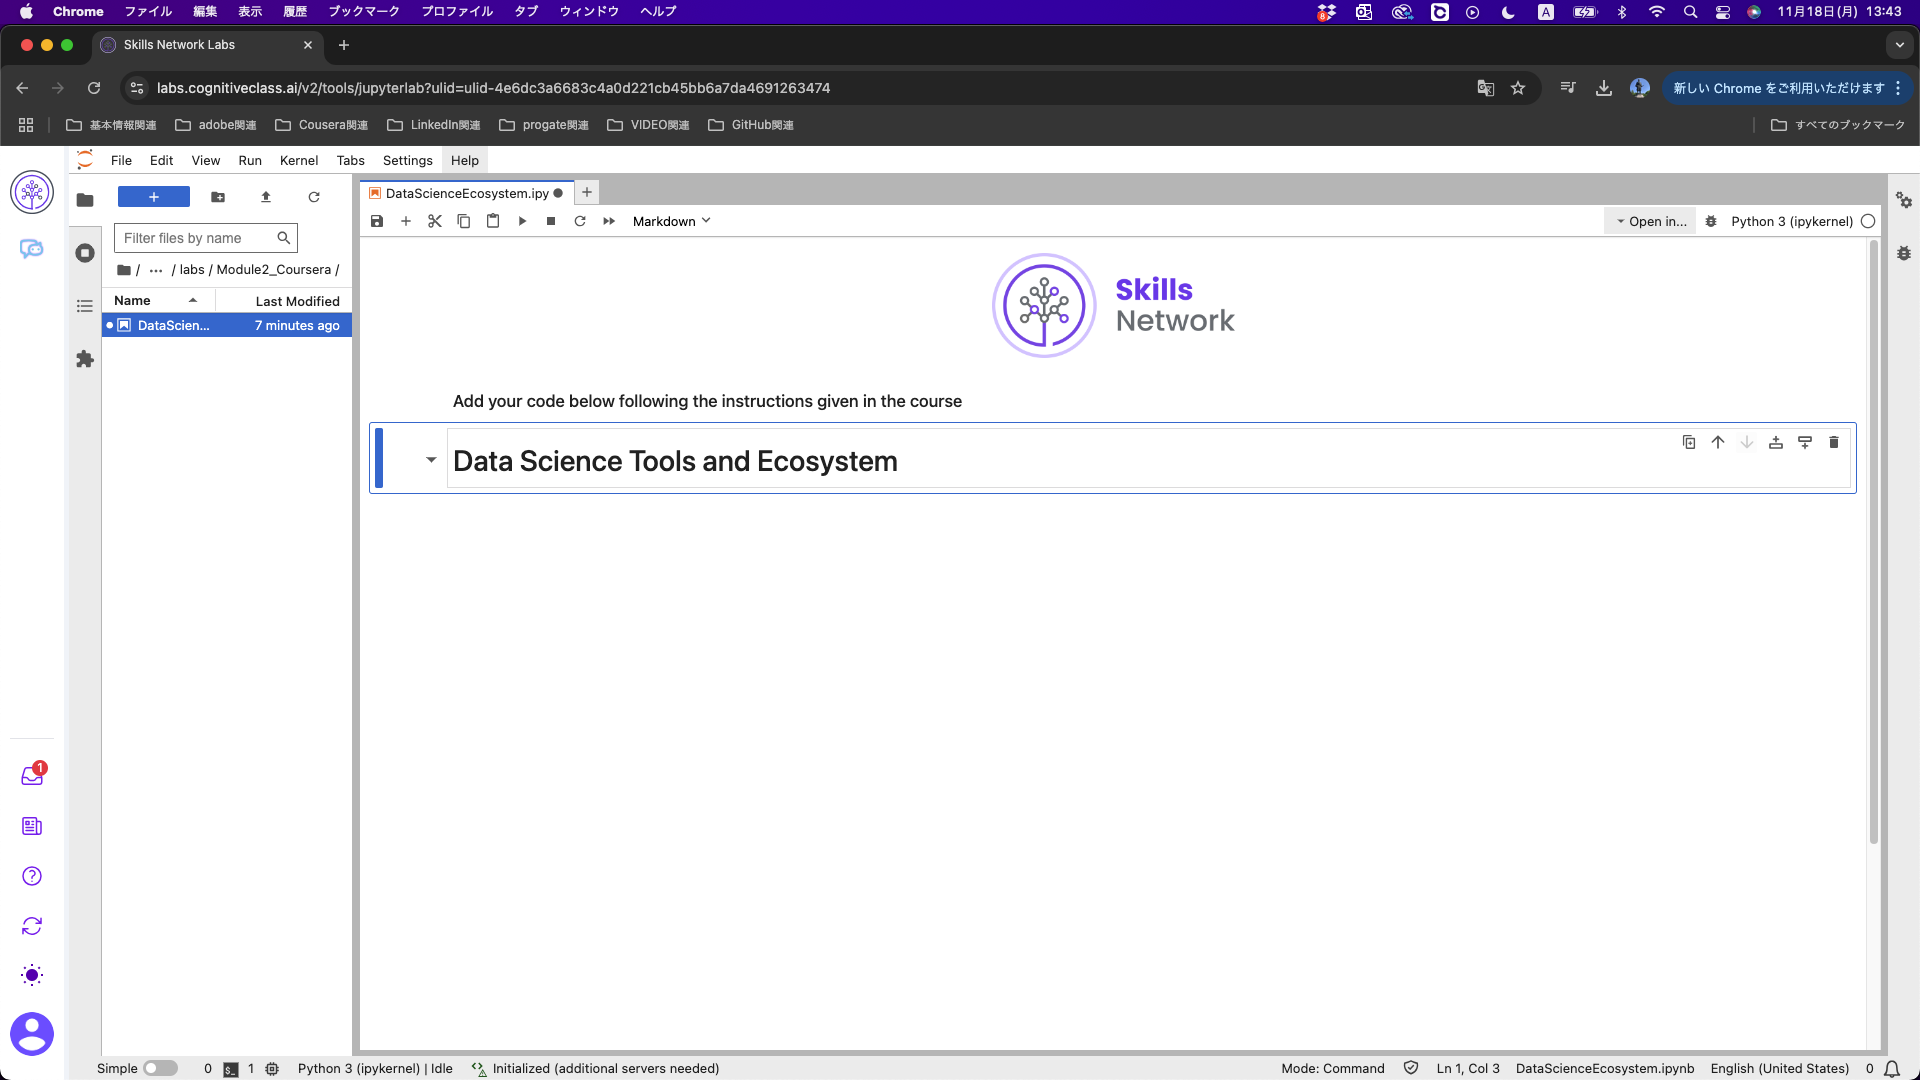 Chrome ファイル 編集 表示 履歴 ブックマーク プロファイル タブ ウィンドウ ヘルプ 8 A 11月18日(月) 13:43
Skills Network Labs
labs.cognitiveclass.ai/v2/tools/jupyterlab?ulid=ulid-4e6dc3a6683c4a0d221cb45bb6a7da4691263474 新しい Chrome をご利用いただけます
基本情報関連 adobe関連 Cousera関連 LinkedIn関連 progate関連 VIDEO関連 GitHub関連 すべてのブックマーク
File Edit View Run Kernel Tabs Settings Help
DataScienceEcosystem.ipy
Markdown Open in... Python 3 (ipykernel)
Filter files by name
/ ... / labs / Module2_Coursera /
Name Last Modified
DataScien... 7 minutes ago
Skills
Network
Add your code below following the instructions given in the course
Data Science Tools and Ecosystem
1
Simple 0 $_ 1 Python 3 (ipykernel) | Idle Initialized (additional servers needed) Mode: Command Ln 1, Col 3 DataScienceEcosystem.ipynb English (United States) 0